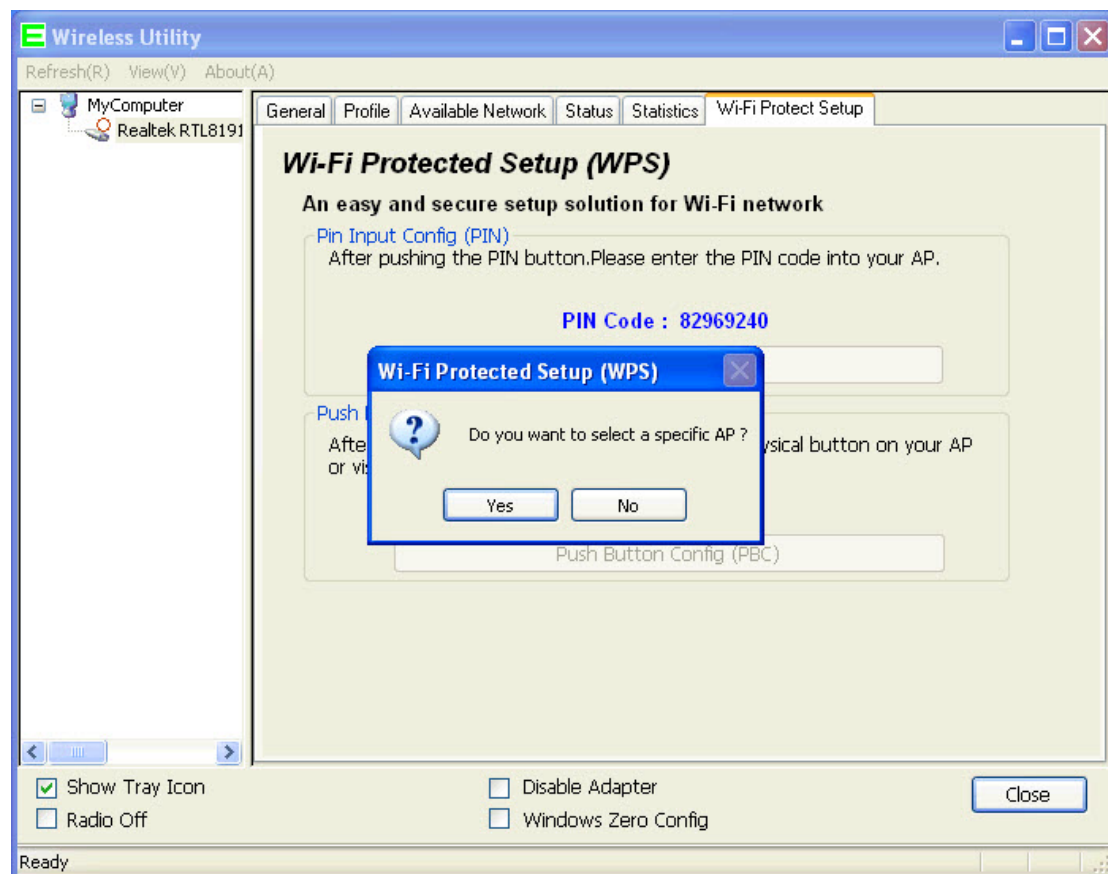 Wireless Utility
Refresh(R) View(V) About(A)
MyComputer
Realtek RTL8191
General Profile Available Network Status Statistics Wi-Fi Protect Setup
Wi-Fi Protected Setup (WPS)
An easy and secure setup solution for Wi-Fi network
Pin Input Config (PIN)
After pushing the PIN button.Please enter the PIN code into your AP.
PIN Code : 82969240
Wi-Fi Protected Setup (WPS)
Do you want to select a specific AP ?
Yes No
Push
Afte ysical button on your AP
or vis
Push Button Config (PBC)
Show Tray Icon
Radio Off
Disable Adapter
Windows Zero Config
Close
Ready